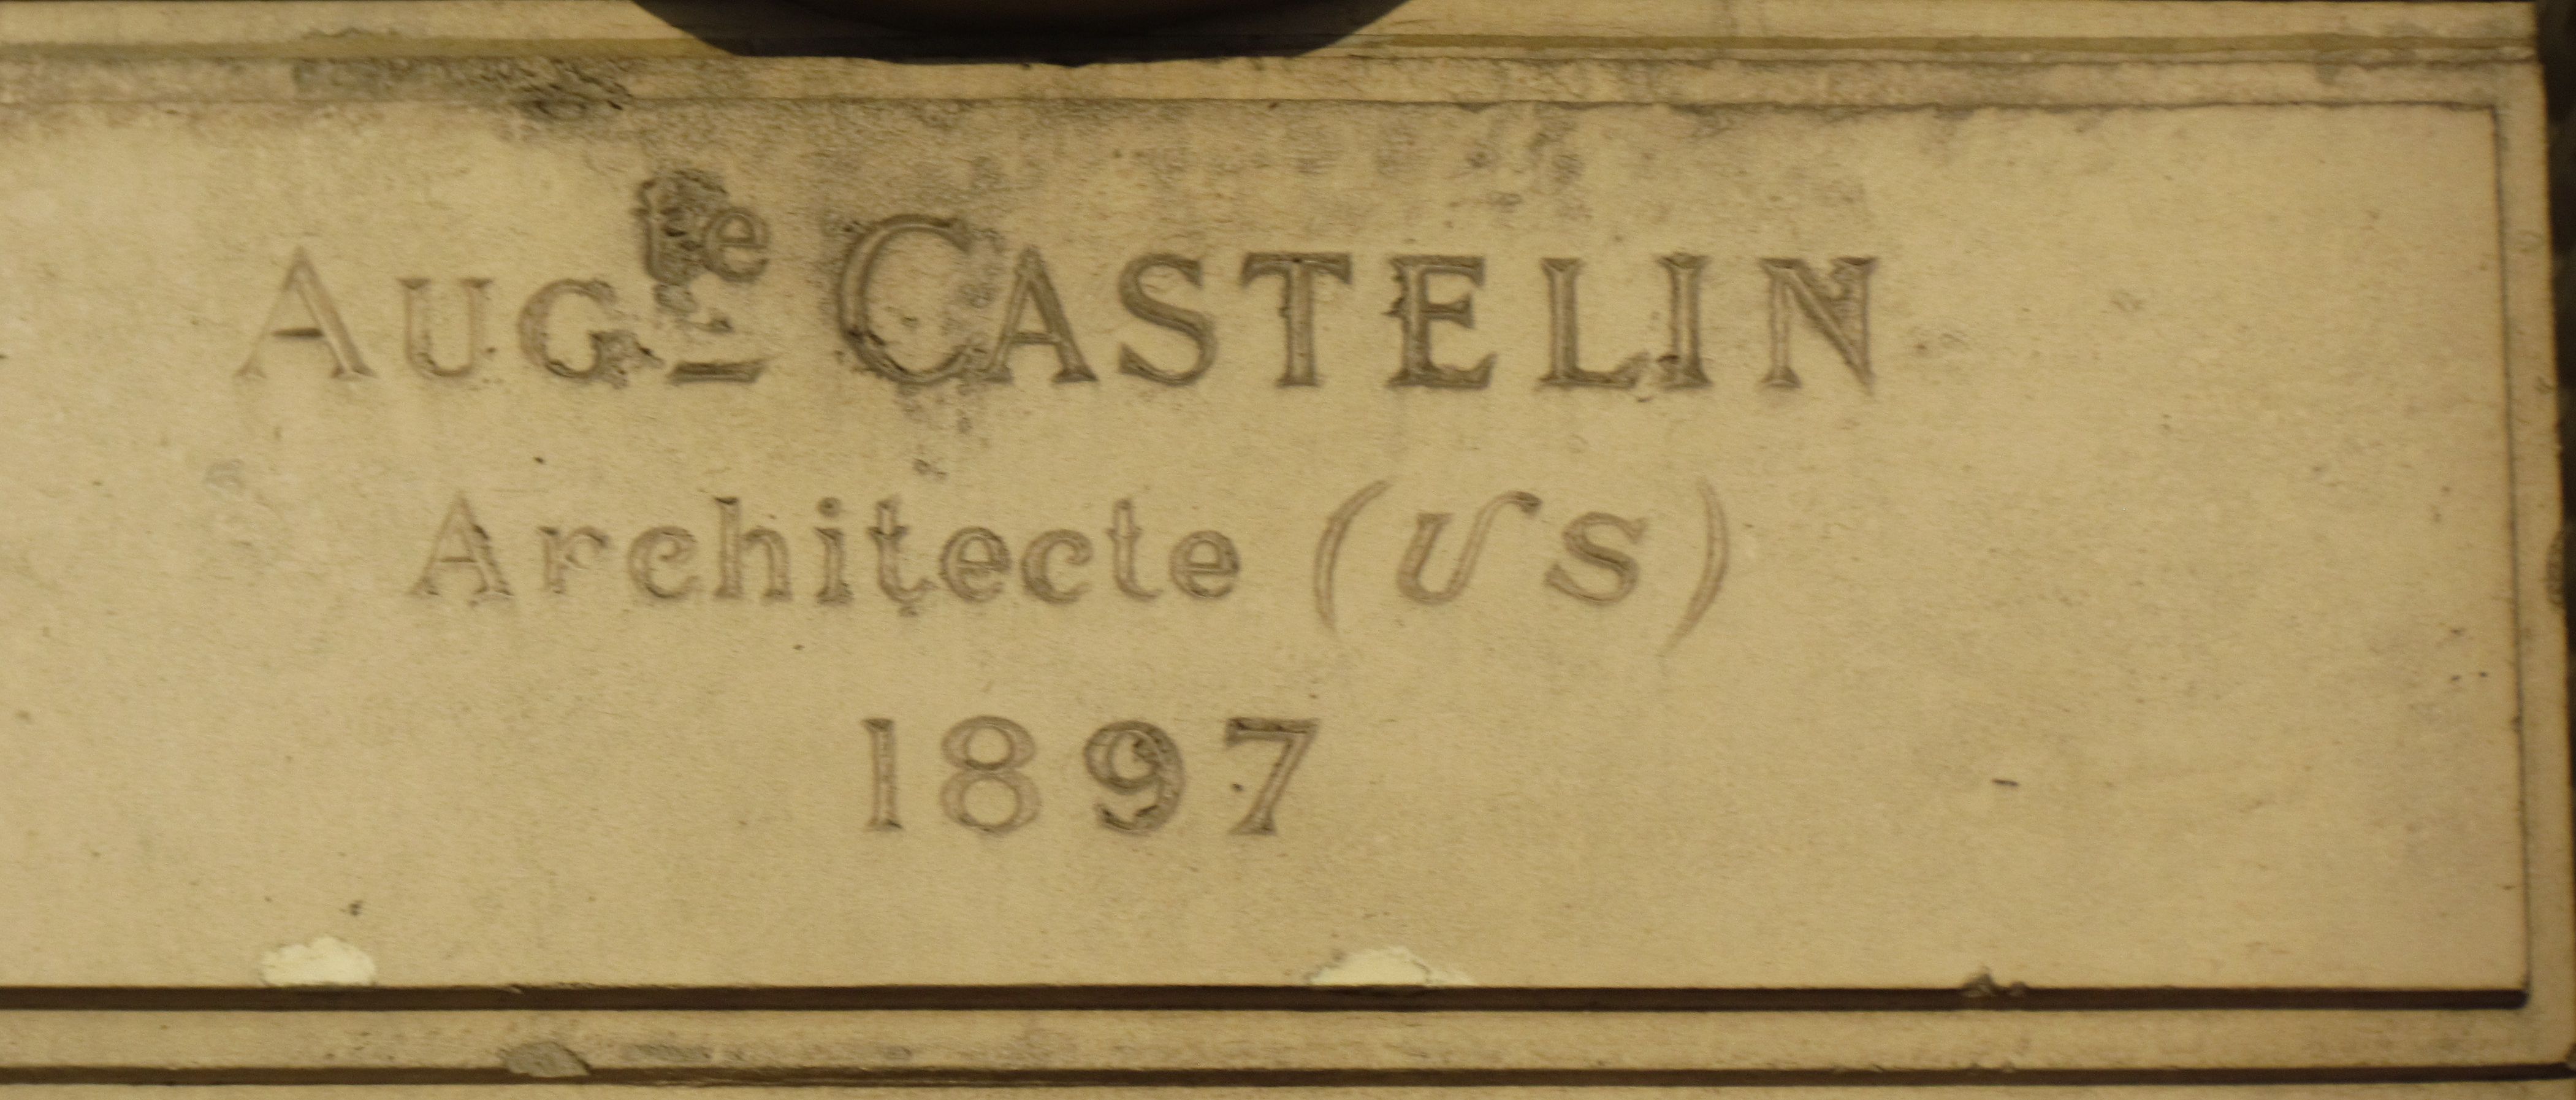 Augte CASTELIN
Architecte (US)
1897